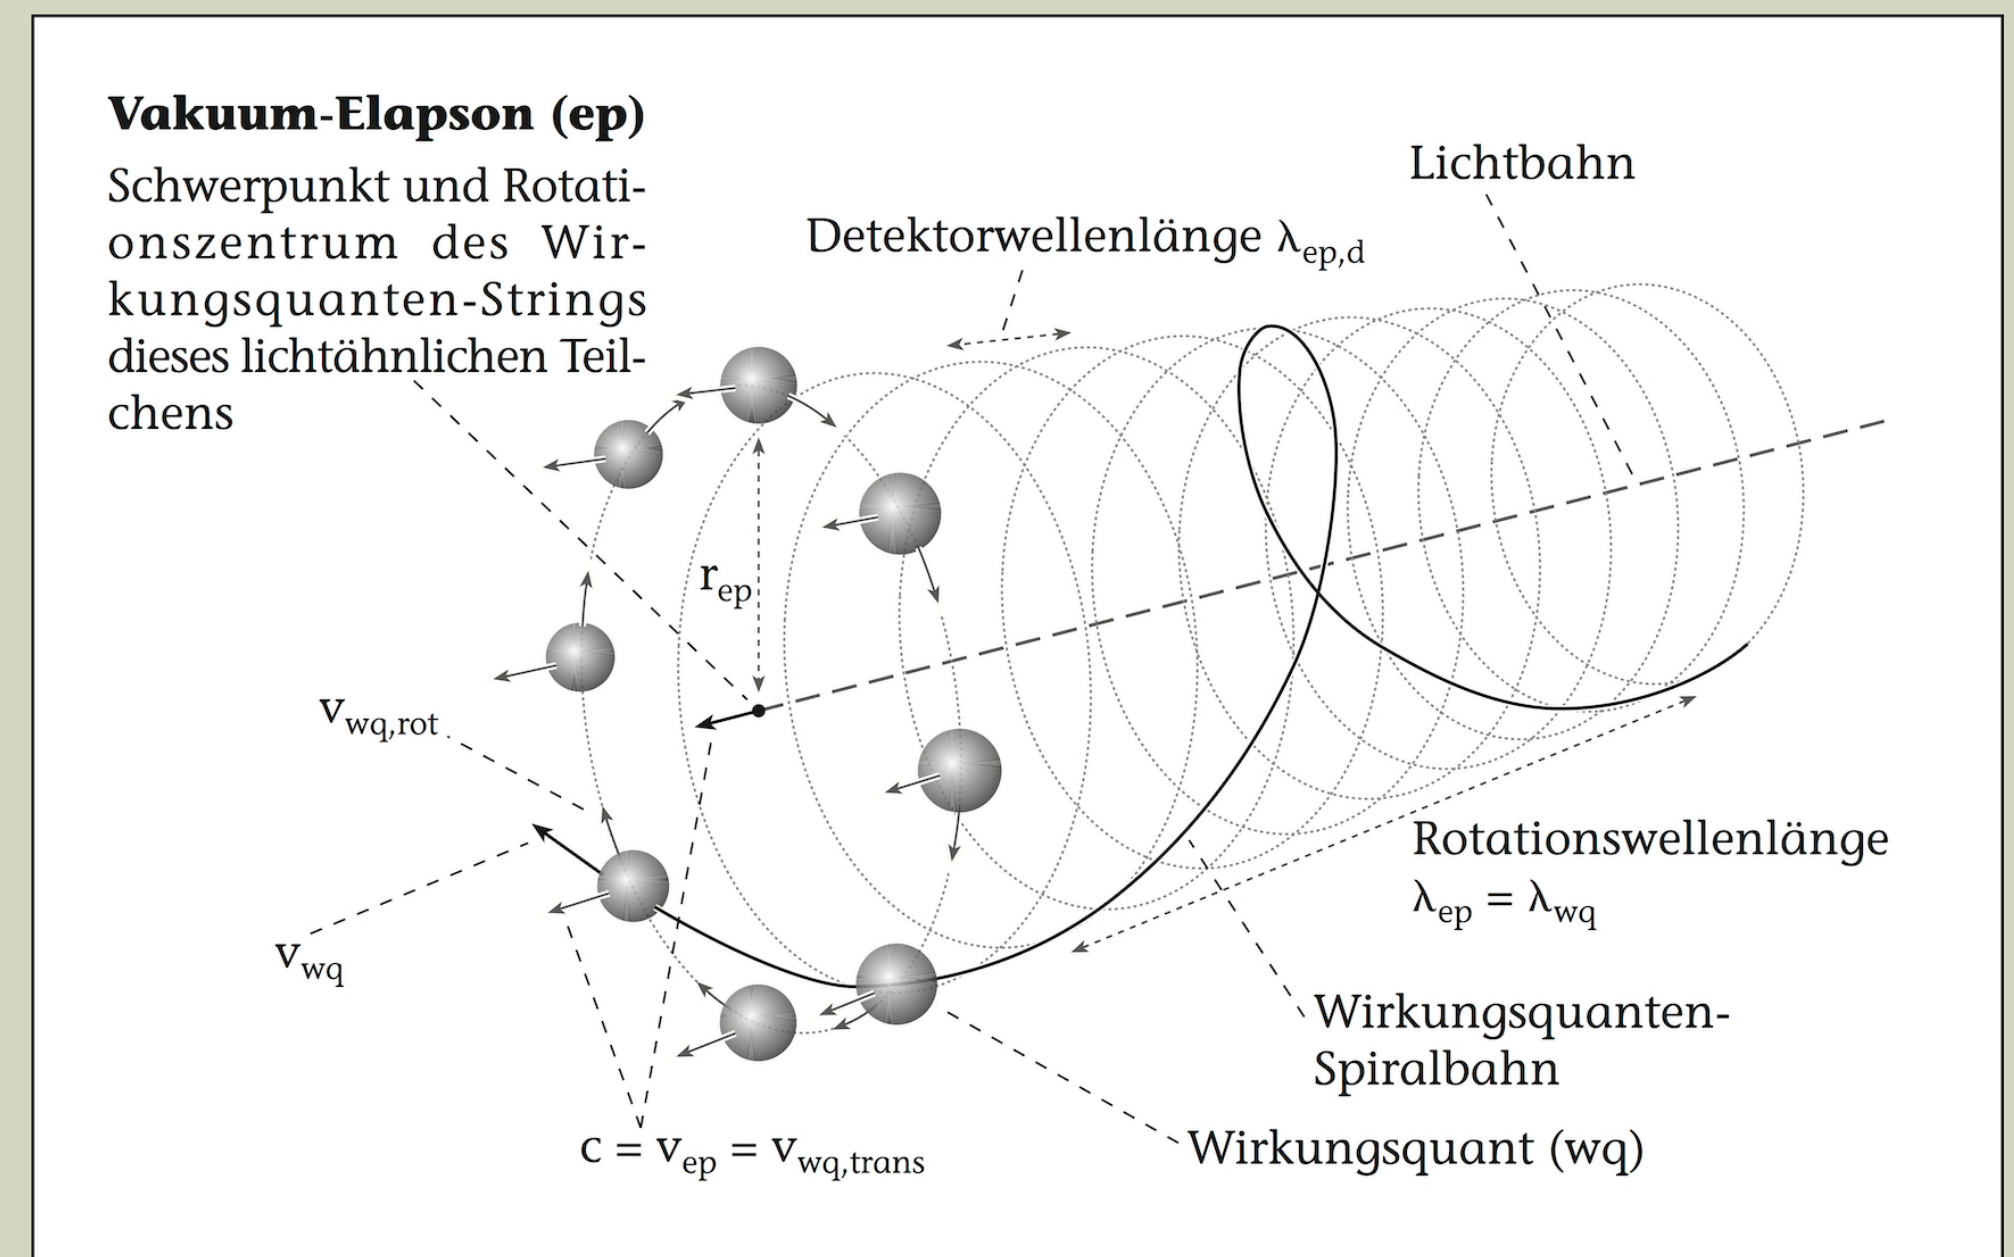 Vakuum-Elapson (ep)
Schwerpunkt und Rotati-
onszentrum des Wir-
kungsquanten-Strings
dieses lichtähnlichen Teil-
chens
Lichtbahn
Detektorwellenlänge λep,d
rep
vwq,rot
vwq
Rotationswellenlänge
λep = λwq
Wirkungsquanten-
Spiralbahn
Wirkungsquant (wq)
c = vep = vwq,trans